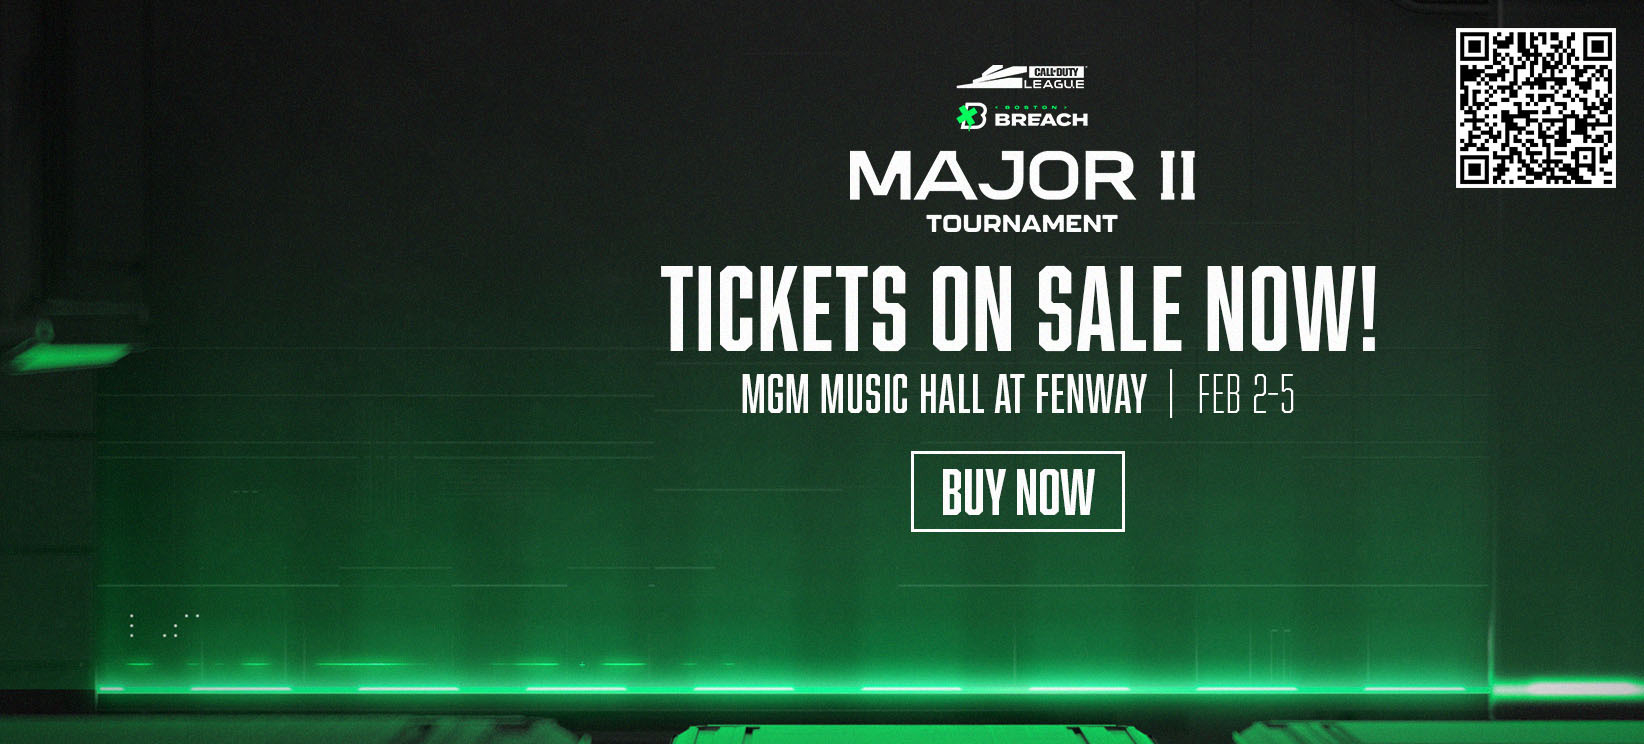 CALL OF DUTY
LEAGUE
BOSTON
BREACH
MAJOR II
TOURNAMENT
TICKETS ON SALE NOW!
MGM MUSIC HALL AT FENWAY | FEB 2-5
BUY NOW